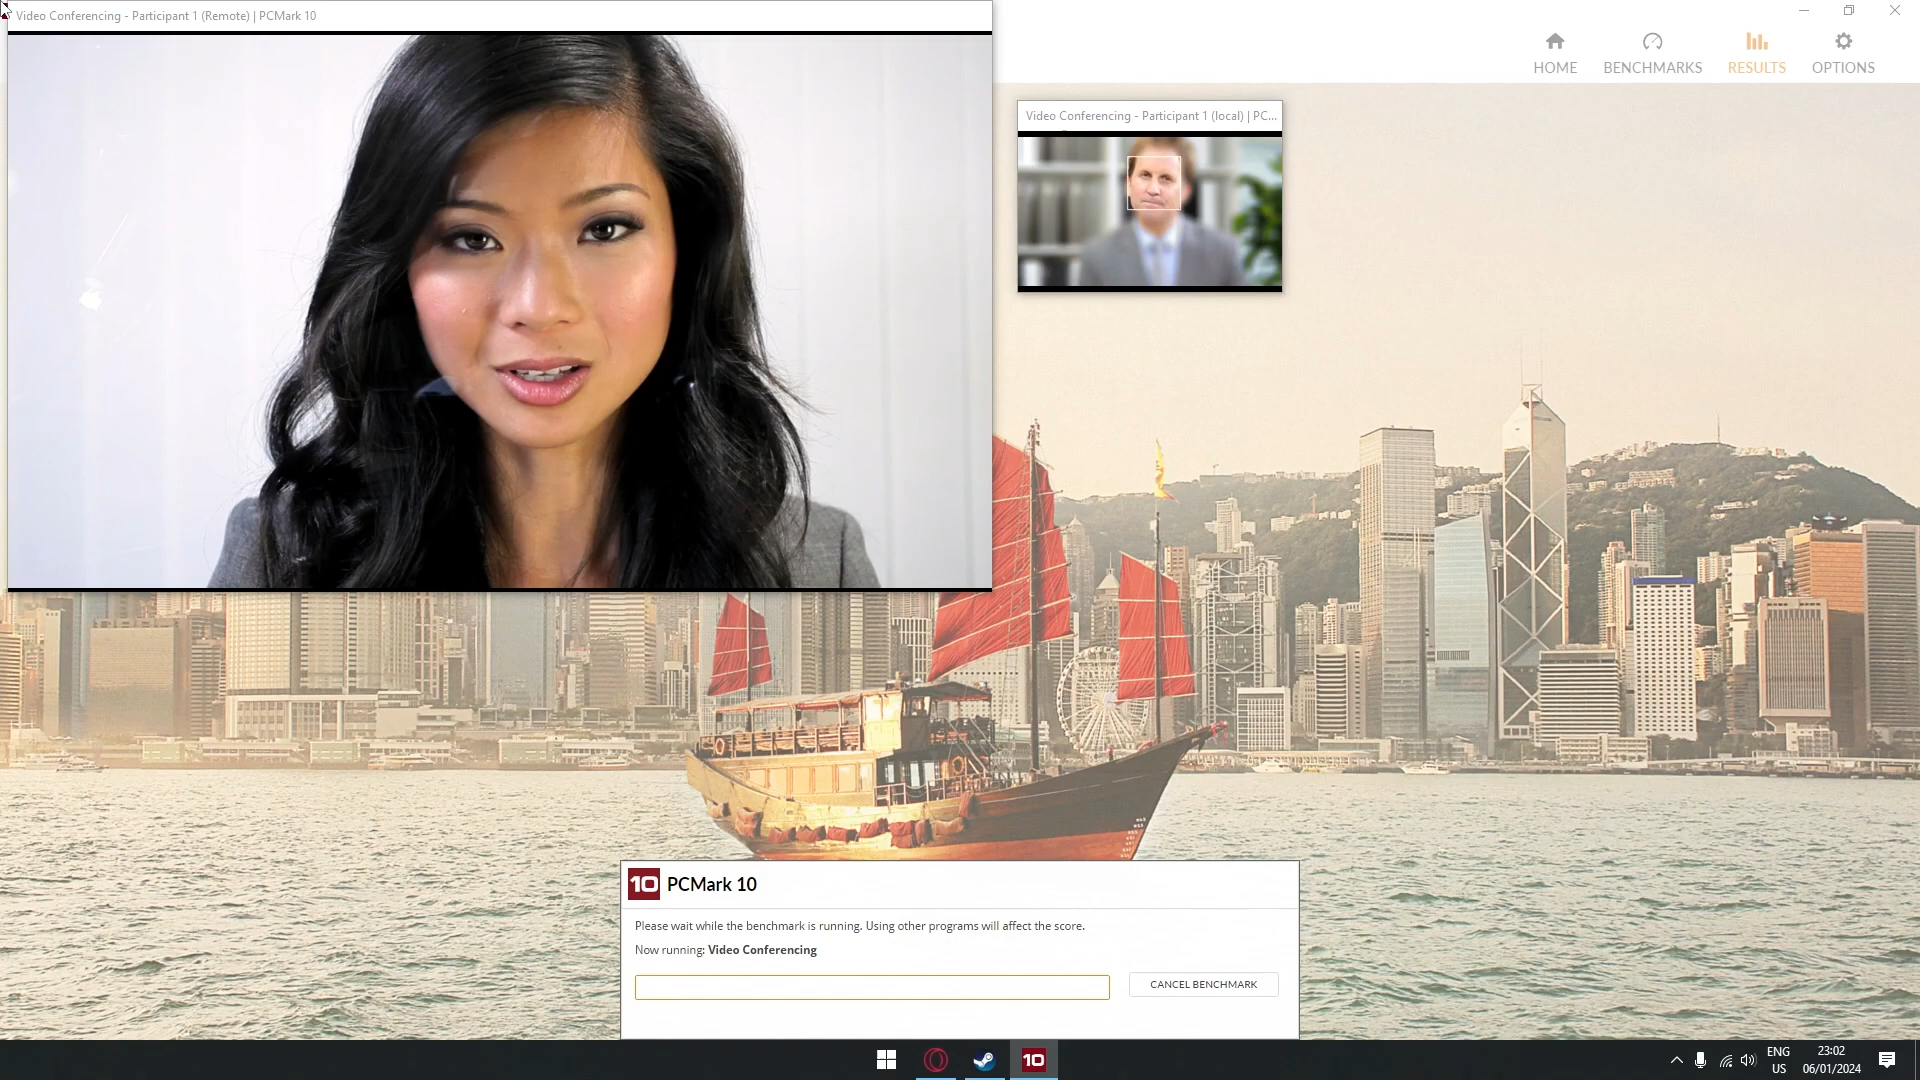 Video Conferencing - Participant 1 (Remote) | PCMark 10
HOME
BENCHMARKS
RESULTS
OPTIONS
Video Conferencing - Participant 1 (local) | PC...
10 PCMark 10
Please wait while the benchmark is running. Using other programs will affect the score.
Now running: Video Conferencing
CANCEL BENCHMARK
10
ENG
US
23:02
06/01/2024